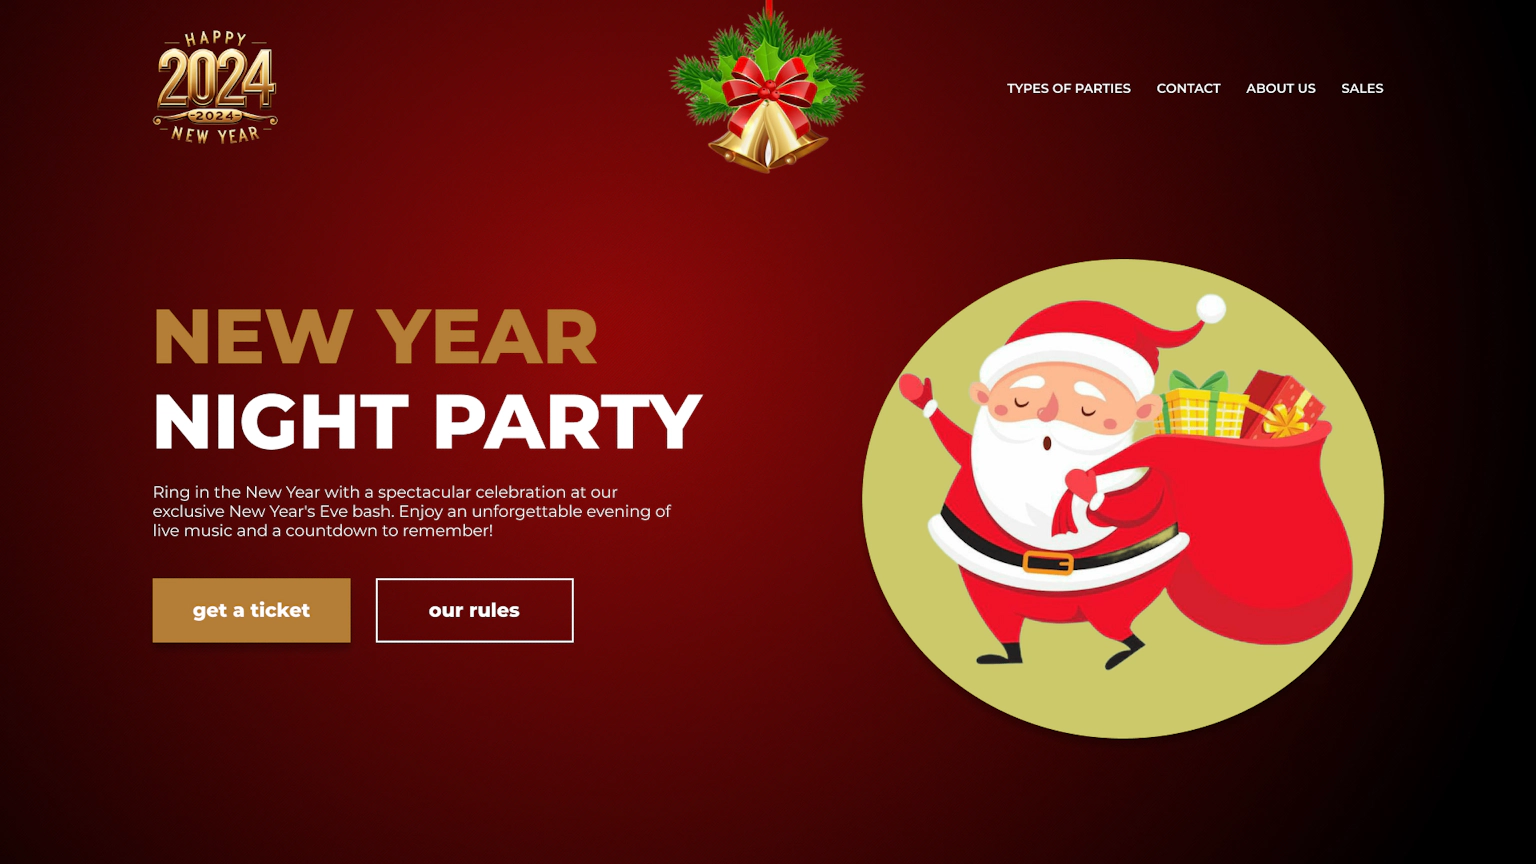 HAPPY
2024
-2024-
NEW YEAR
TYPES OF PARTIES CONTACT ABOUT US SALES
NEW YEAR
NIGHT PARTY
Ring in the New Year with a spectacular celebration at our
exclusive New Year's Eve bash. Enjoy an unforgettable evening of
live music and a countdown to remember!
get a ticket our rules